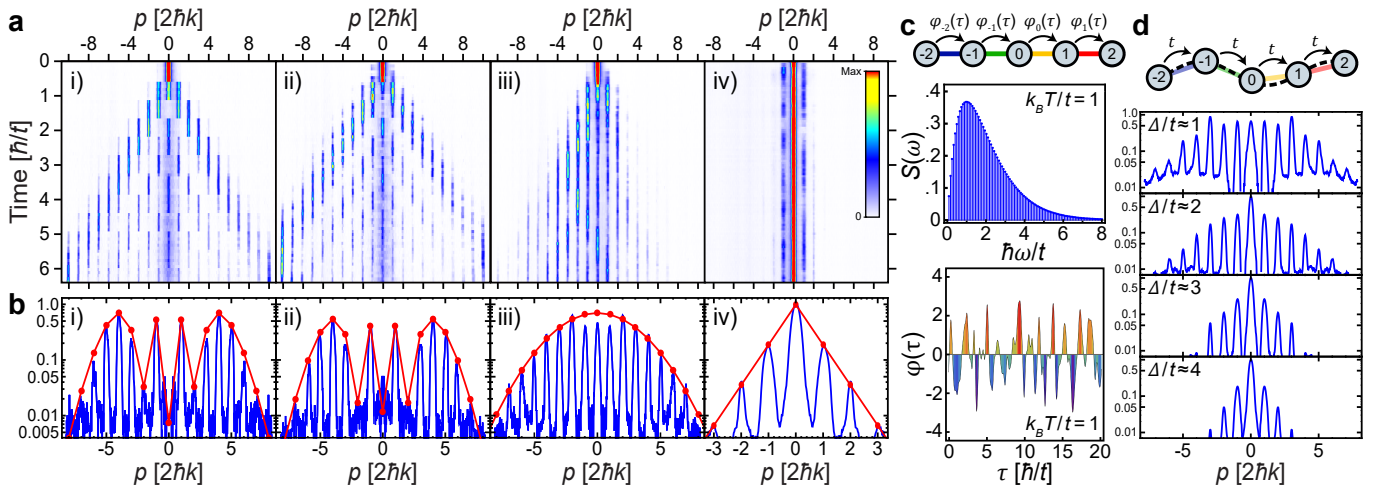 a
p [2ħk]
p [2ħk]
p [2ħk]
p [2ħk]
-8 -4 0 4 8
-8 -4 0 4 8
-8 -4 0 4 8
-8 -4 0 4 8
Time [ħ/t]
0
1
2
3
4
5
6
i)
ii)
iii)
iv)
Max
0
b
1.0
0.5
0.1
0.05
0.01
0.005
i)
ii)
iii)
iv)
-5 0 5
-5 0 5
-5 0 5
-3 -2 -1 0 1 2 3
p [2ħk]
p [2ħk]
p [2ħk]
p [2ħk]
c
φ-2(τ) φ-1(τ) φ0(τ) φ1(τ)
-2 -1 0 1 2
S(ω)
.4
.3
.2
.1
0
kBT/t = 1
0 2 4 6 8
ħω/t
φ(τ)
4
2
0
-2
-4
kBT/t = 1
0 5 10 15 20
τ [ħ/t]
d
t t t t
-2 -1 0 1 2
Δ/t≈1
1.0
0.5
0.1
0.05
0.01
Δ/t≈2
0.5
0.1
0.05
0.01
Δ/t≈3
0.5
0.1
0.05
0.01
Δ/t≈4
0.5
0.1
0.05
0.01
-5 0 5
p [2ħk]